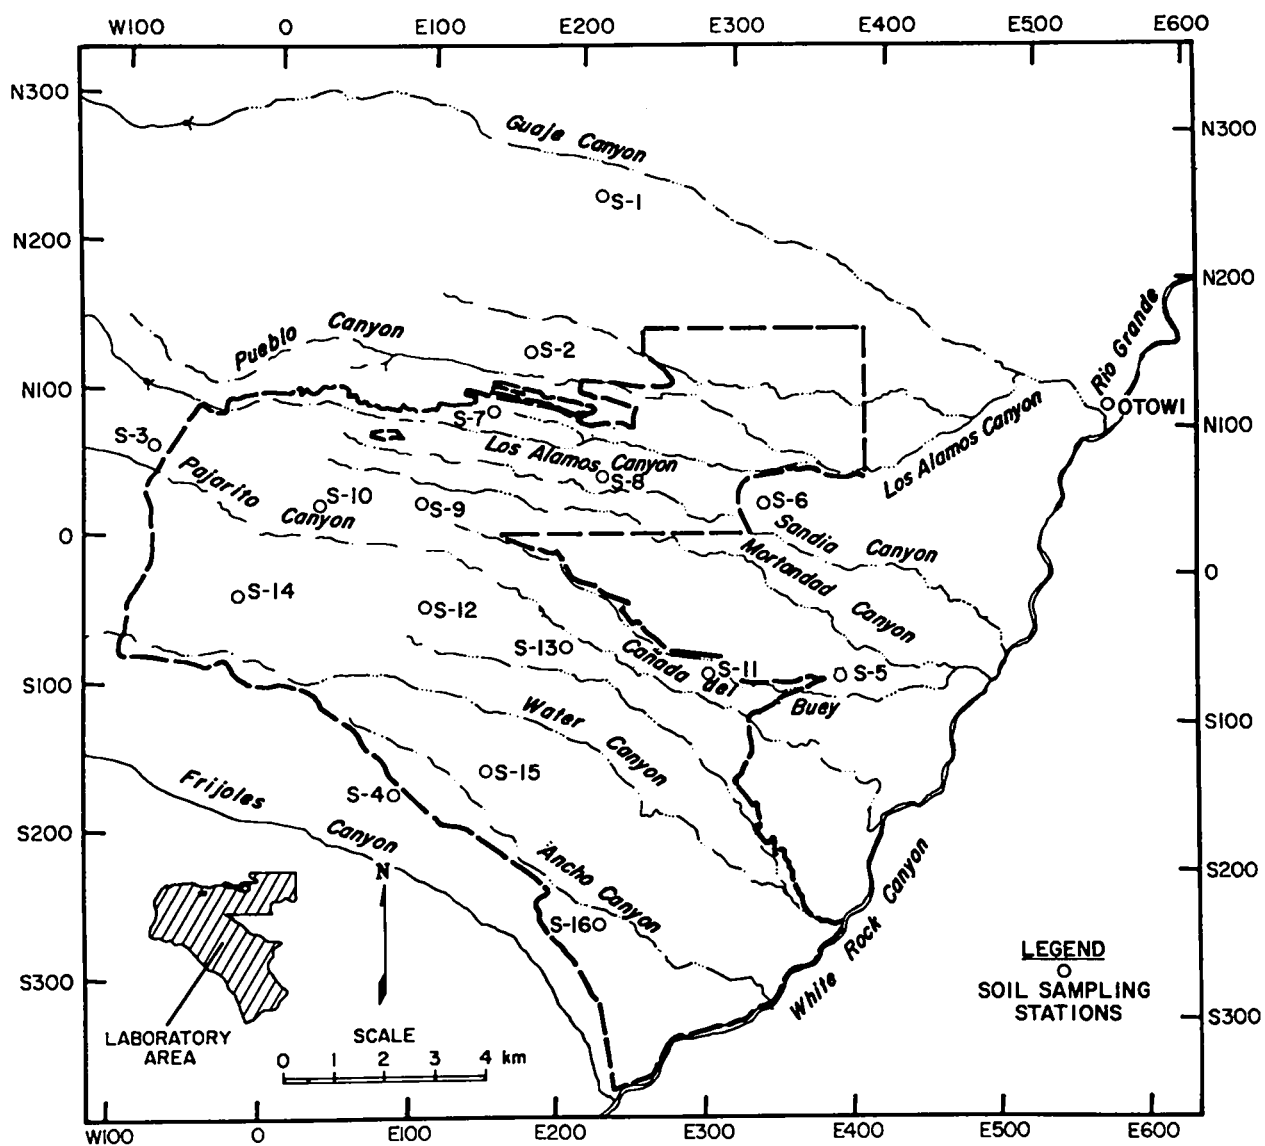 W100 0 E100 E200 E300 E400 E500 E600
N300
N300
Guaje Canyon
S-1
N200
N200
Rio Grande
Pueblo Canyon
S-2
N100
N100
OTOWI
S-7
S-3
Los Alamos Canyon
Los Alamos Canyon
S-8
Pajarito Canyon
S-10
S-9
S-6
Sandia Canyon
0
0
Mortandad Canyon
S-14
S-12
S-13
Cañada del Buey
S-11
S-5
S100
S100
Water Canyon
S-15
S-4
Frijoles Canyon
S200
S200
N
Ancho Canyon
S-16
White Rock Canyon
LEGEND
SOIL SAMPLING
STATIONS
S300
S300
LABORATORY
AREA
SCALE
0 1 2 3 4 km
W100 0 E100 E200 E300 E400 E500 E600